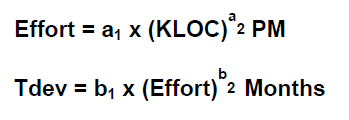 Effort = a₁ x (KLOC)ᵃ₂ PM
Tdev = b₁ x (Effort)ᵇ₂ Months